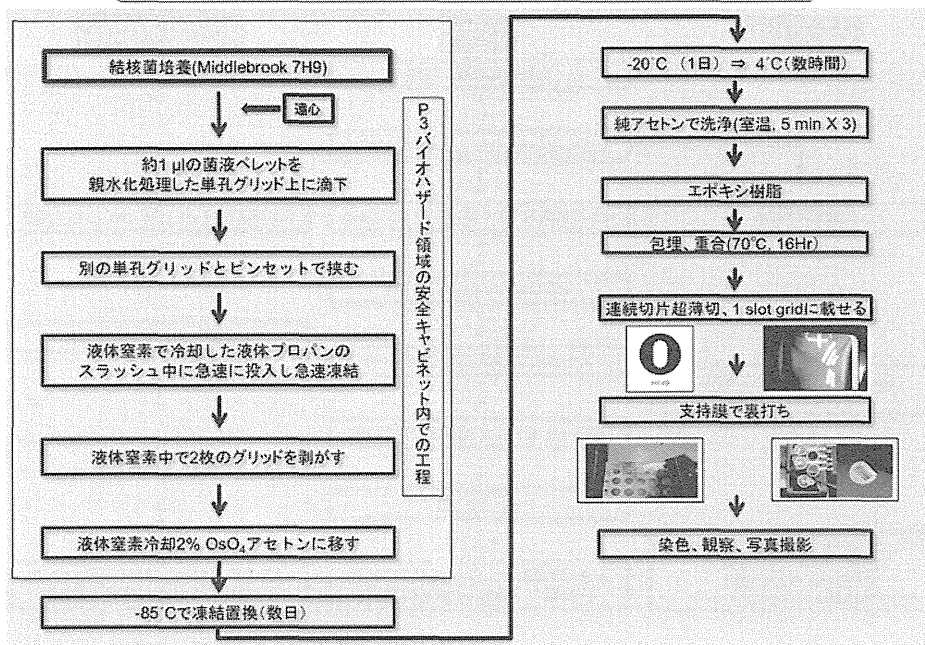 結核菌培養(Middlebrook 7H9)
遠心
約1 µlの菌液ペレットを
親水化処理した単孔グリッド上に滴下
別の単孔グリッドとピンセットで挟む
液体窒素で冷却した液体プロパンの
スラッシュ中に急速に投入し急速凍結
液体窒素中で2枚のグリッドを剥がす
液体窒素冷却2% OsO₄アセトンに移す
P3バイオハザード領域の安全キャビネット内での工程
-85˚Cで凍結置換(数日)
-20˚C (1日) ⇒ 4˚C(数時間)
純アセトンで洗浄(室温, 5 min X 3)
エポキシ樹脂
包埋、重合(70℃, 16Hr)
連続切片超薄切、1 slot gridに載せる
支持膜で裏打ち
染色、観察、写真撮影